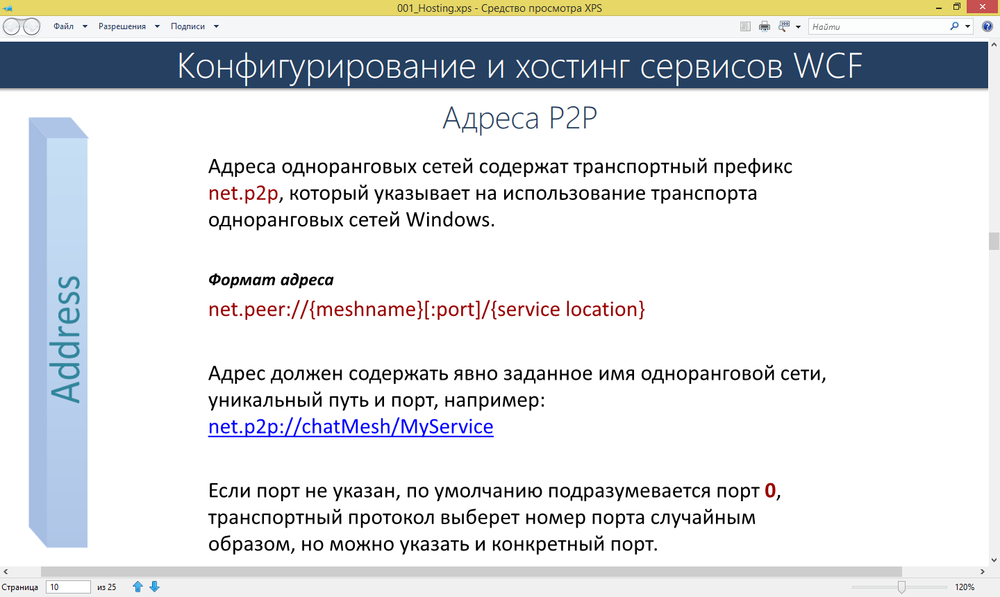 001_Hosting.xps - Средство просмотра XPS
Файл Разрешения Подписи
100
Найти
?
Конфигурирование и хостинг сервисов WCF
Адреса P2P
Address
Адреса одноранговых сетей содержат транспортный префикс
net.p2p, который указывает на использование транспорта
одноранговых сетей Windows.
Формат адреса
net.peer://{meshname}[:port]/{service location}
Адрес должен содержать явно заданное имя одноранговой сети,
уникальный путь и порт, например:
net.p2p://chatMesh/MyService
Если порт не указан, по умолчанию подразумевается порт 0,
транспортный протокол выберет номер порта случайным
образом, но можно указать и конкретный порт.
Страница 10 из 25 120%